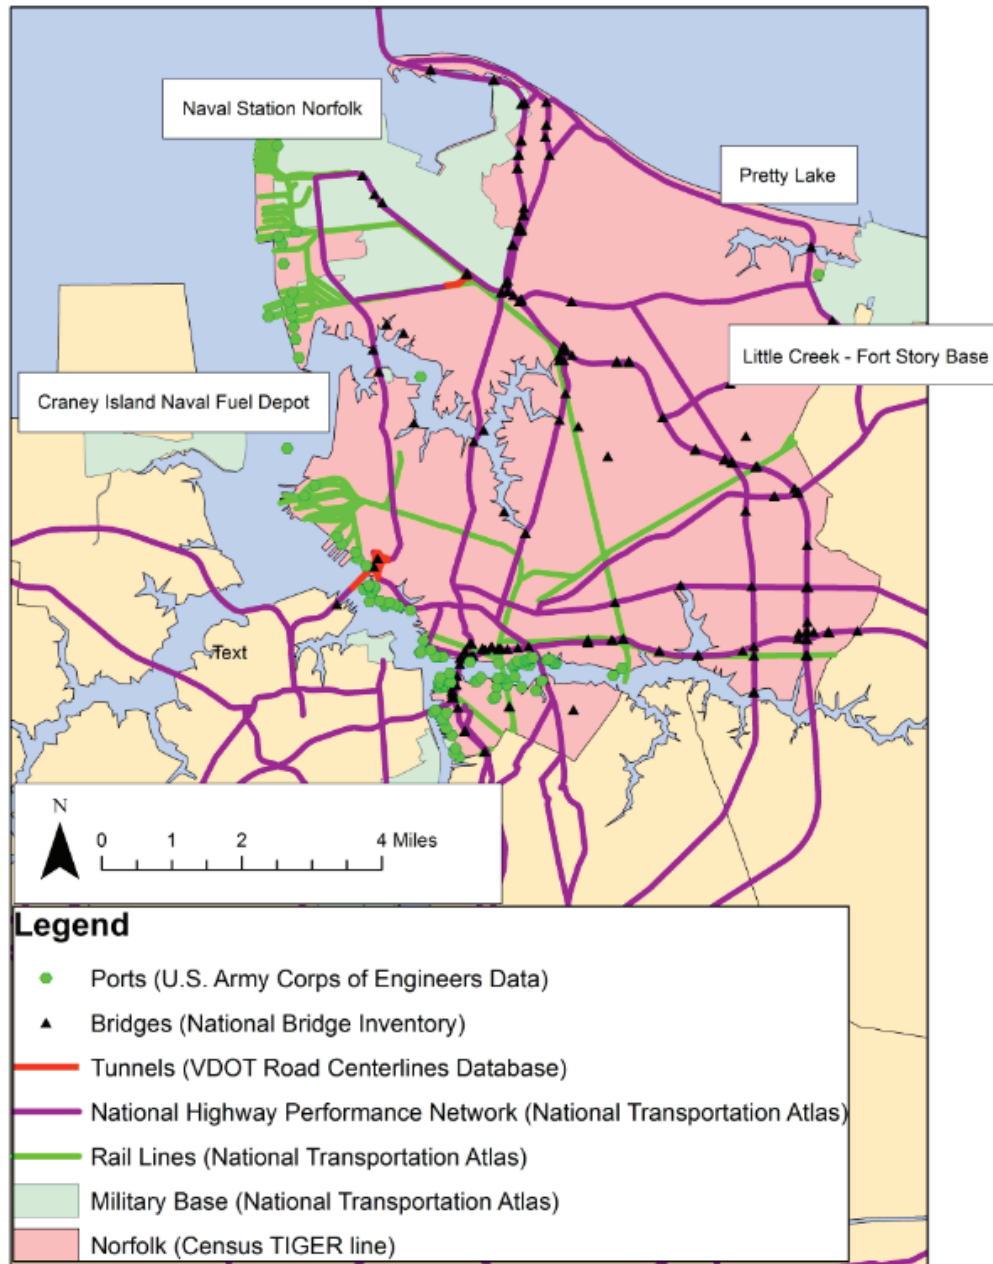 Naval Station Norfolk
Pretty Lake
Little Creek - Fort Story Base
Craney Island Naval Fuel Depot
Text
N
0 1 2 4 Miles
Legend
Ports (U.S. Army Corps of Engineers Data)
Bridges (National Bridge Inventory)
Tunnels (VDOT Road Centerlines Database)
National Highway Performance Network (National Transportation Atlas)
Rail Lines (National Transportation Atlas)
Military Base (National Transportation Atlas)
Norfolk (Census TIGER line)